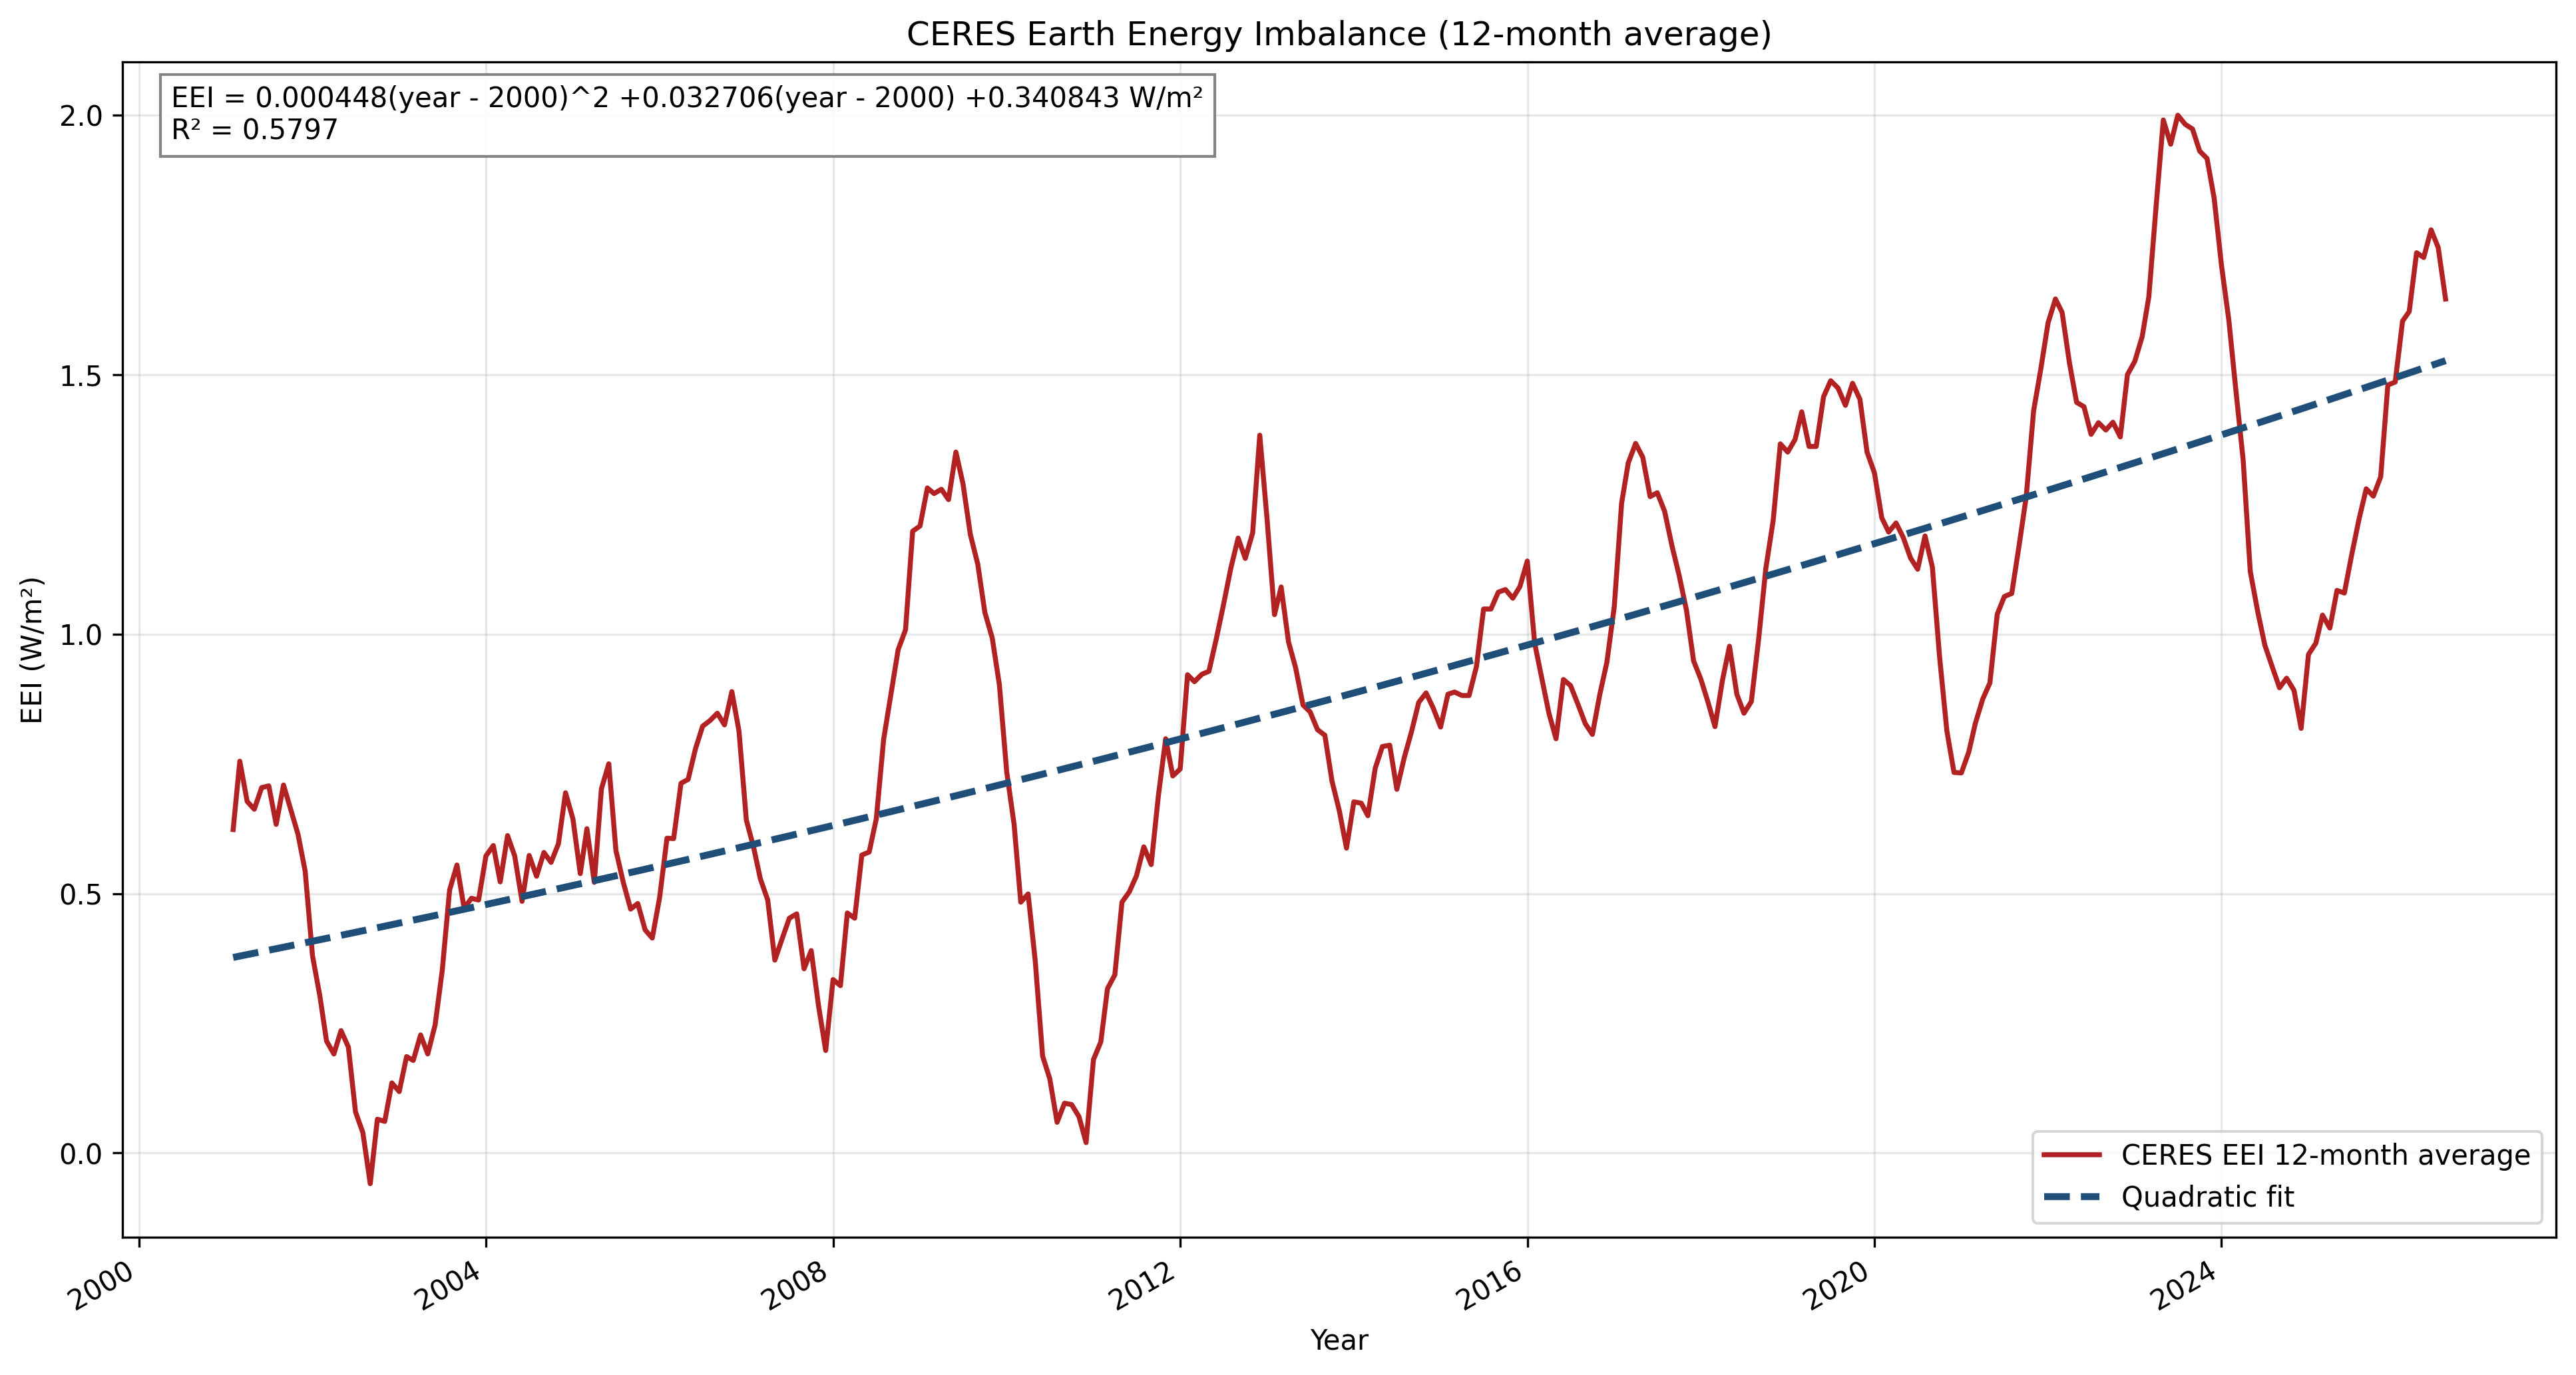 CERES Earth Energy Imbalance (12-month average)
EEI = 0.000448(year - 2000)^2 +0.032706(year - 2000) +0.340843 W/m²
R² = 0.5797
2.0
1.5
1.0
0.5
0.0
EEI (W/m²)
CERES EEI 12-month average
Quadratic fit
2000
2004
2008
2012
2016
2020
2024
Year